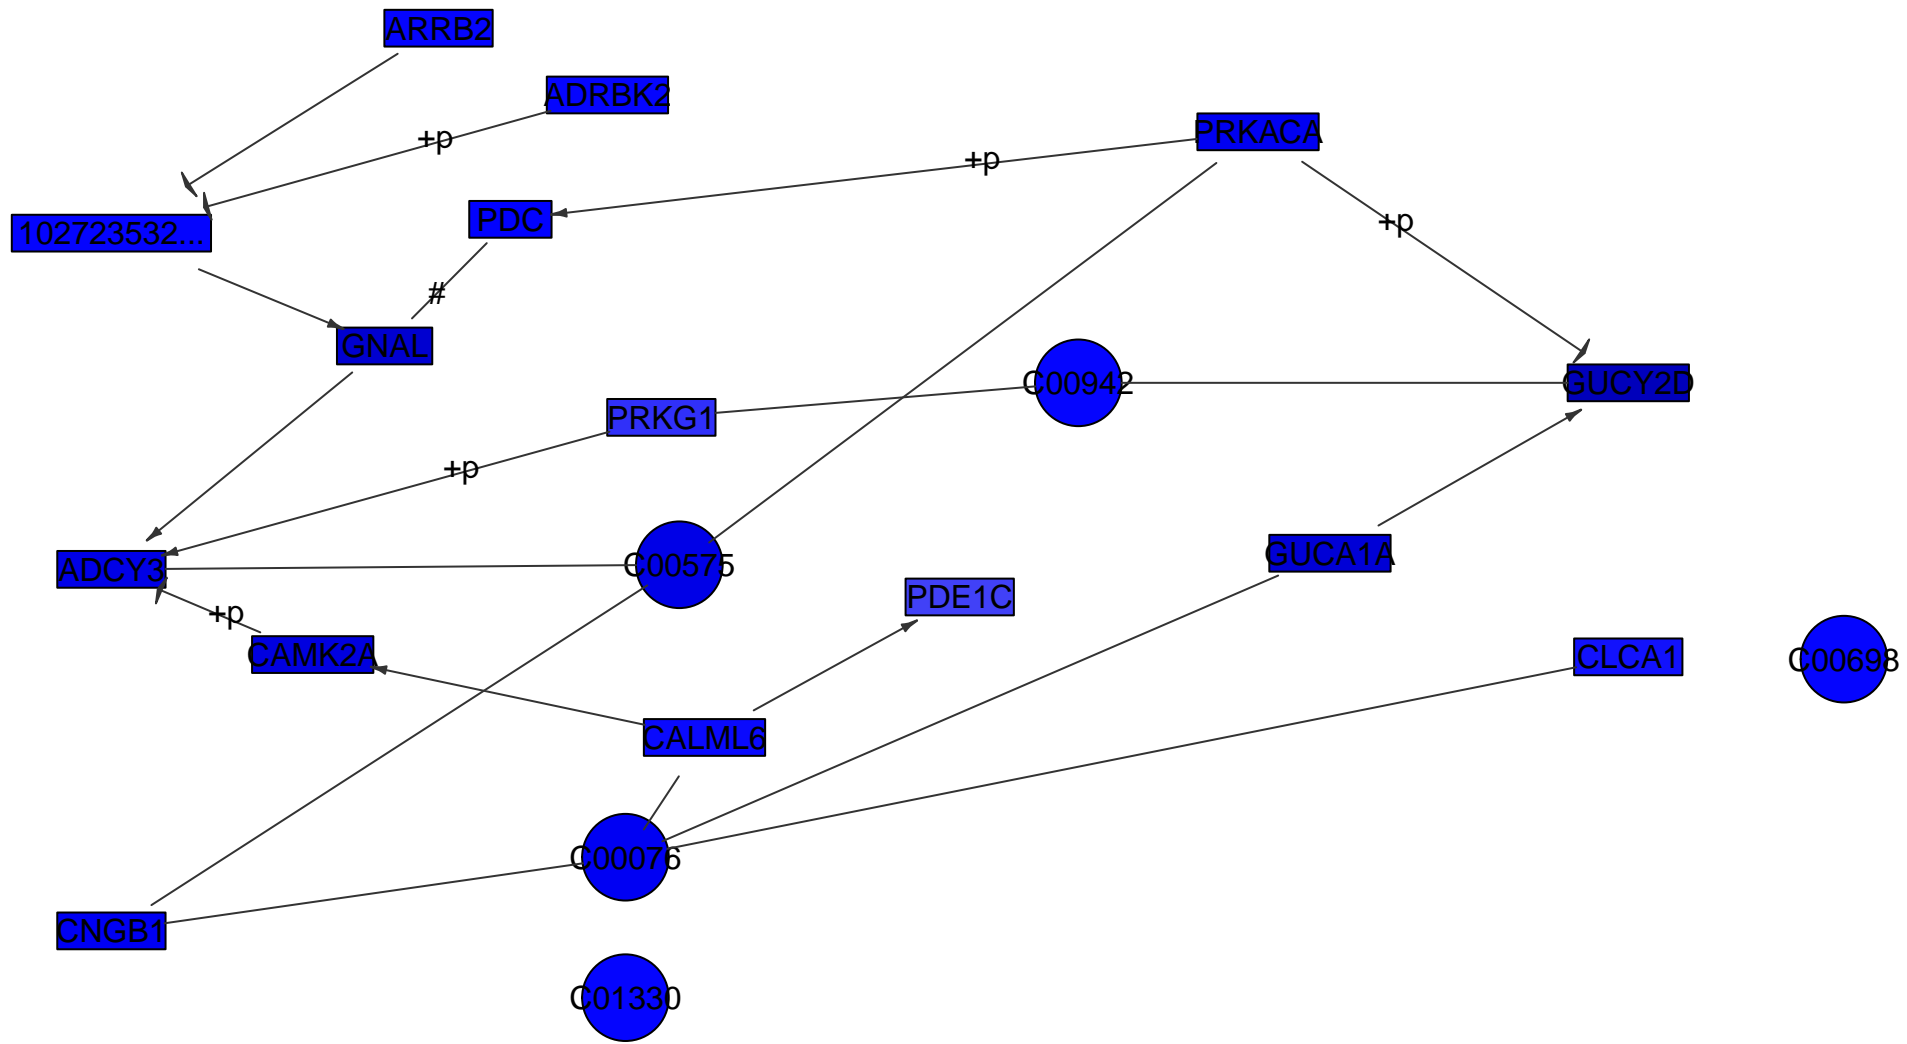 ARRB2
ADRBK2
PRKACA
+p
+p
102723532...
PDC
+p
#
GNAL
C00942
GUCY2D
PRKG1
+p
ADCY3
C00575
GUCA1A
PDE1C
+p
CAMK2A
CLCA1
C00698
CALML6
C00076
CNGB1
C01330